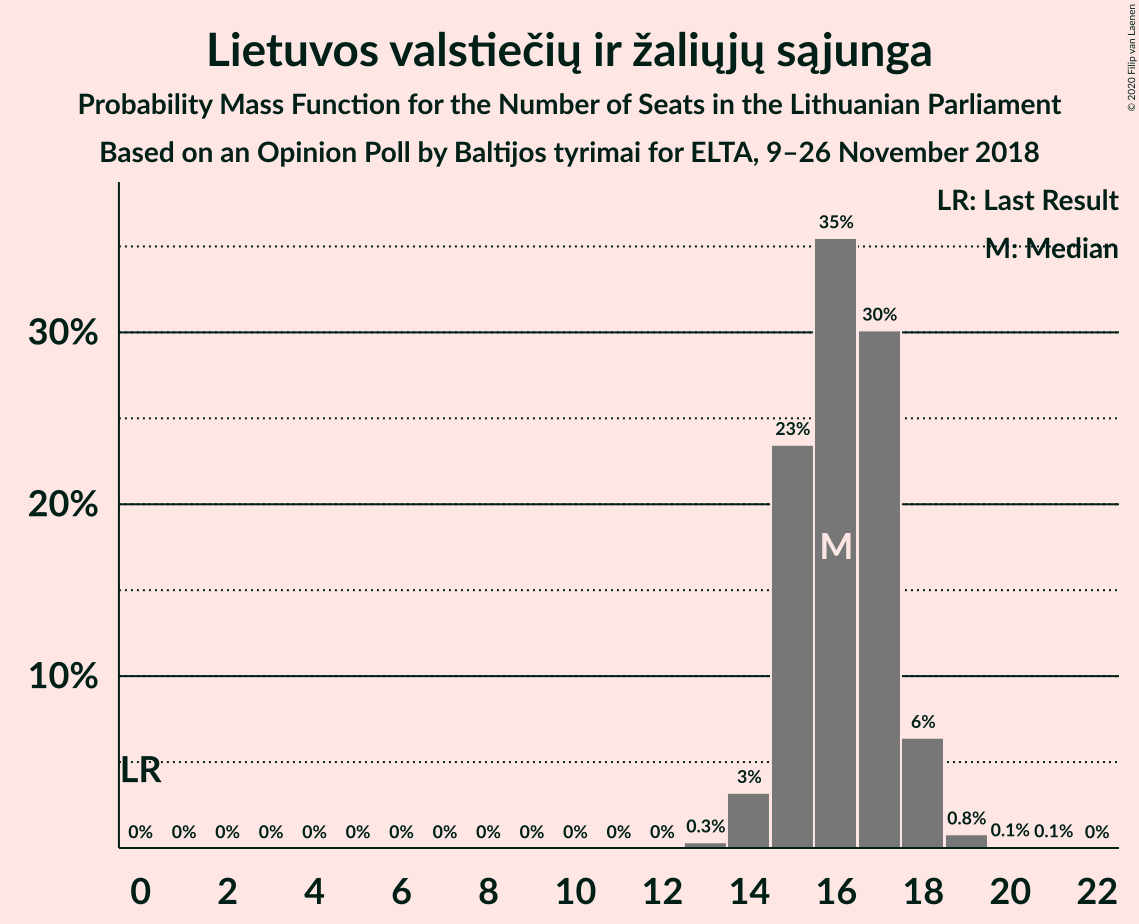 Lietuvos valstiečių ir žaliųjų sąjunga
Probability Mass Function for the Number of Seats in the Lithuanian Parliament
Based on an Opinion Poll by Baltijos tyrimai for ELTA, 9–26 November 2018
© 2020 Filip van Laenen
LR: Last Result
M: Median
35%
30%
30%
23%
20%
M
10%
6%
LR
3%
0% 0% 0% 0% 0% 0% 0% 0% 0% 0% 0% 0% 0% 0.3% 0.8% 0.1% 0.1% 0%
0 2 4 6 8 10 12 14 16 18 20 22